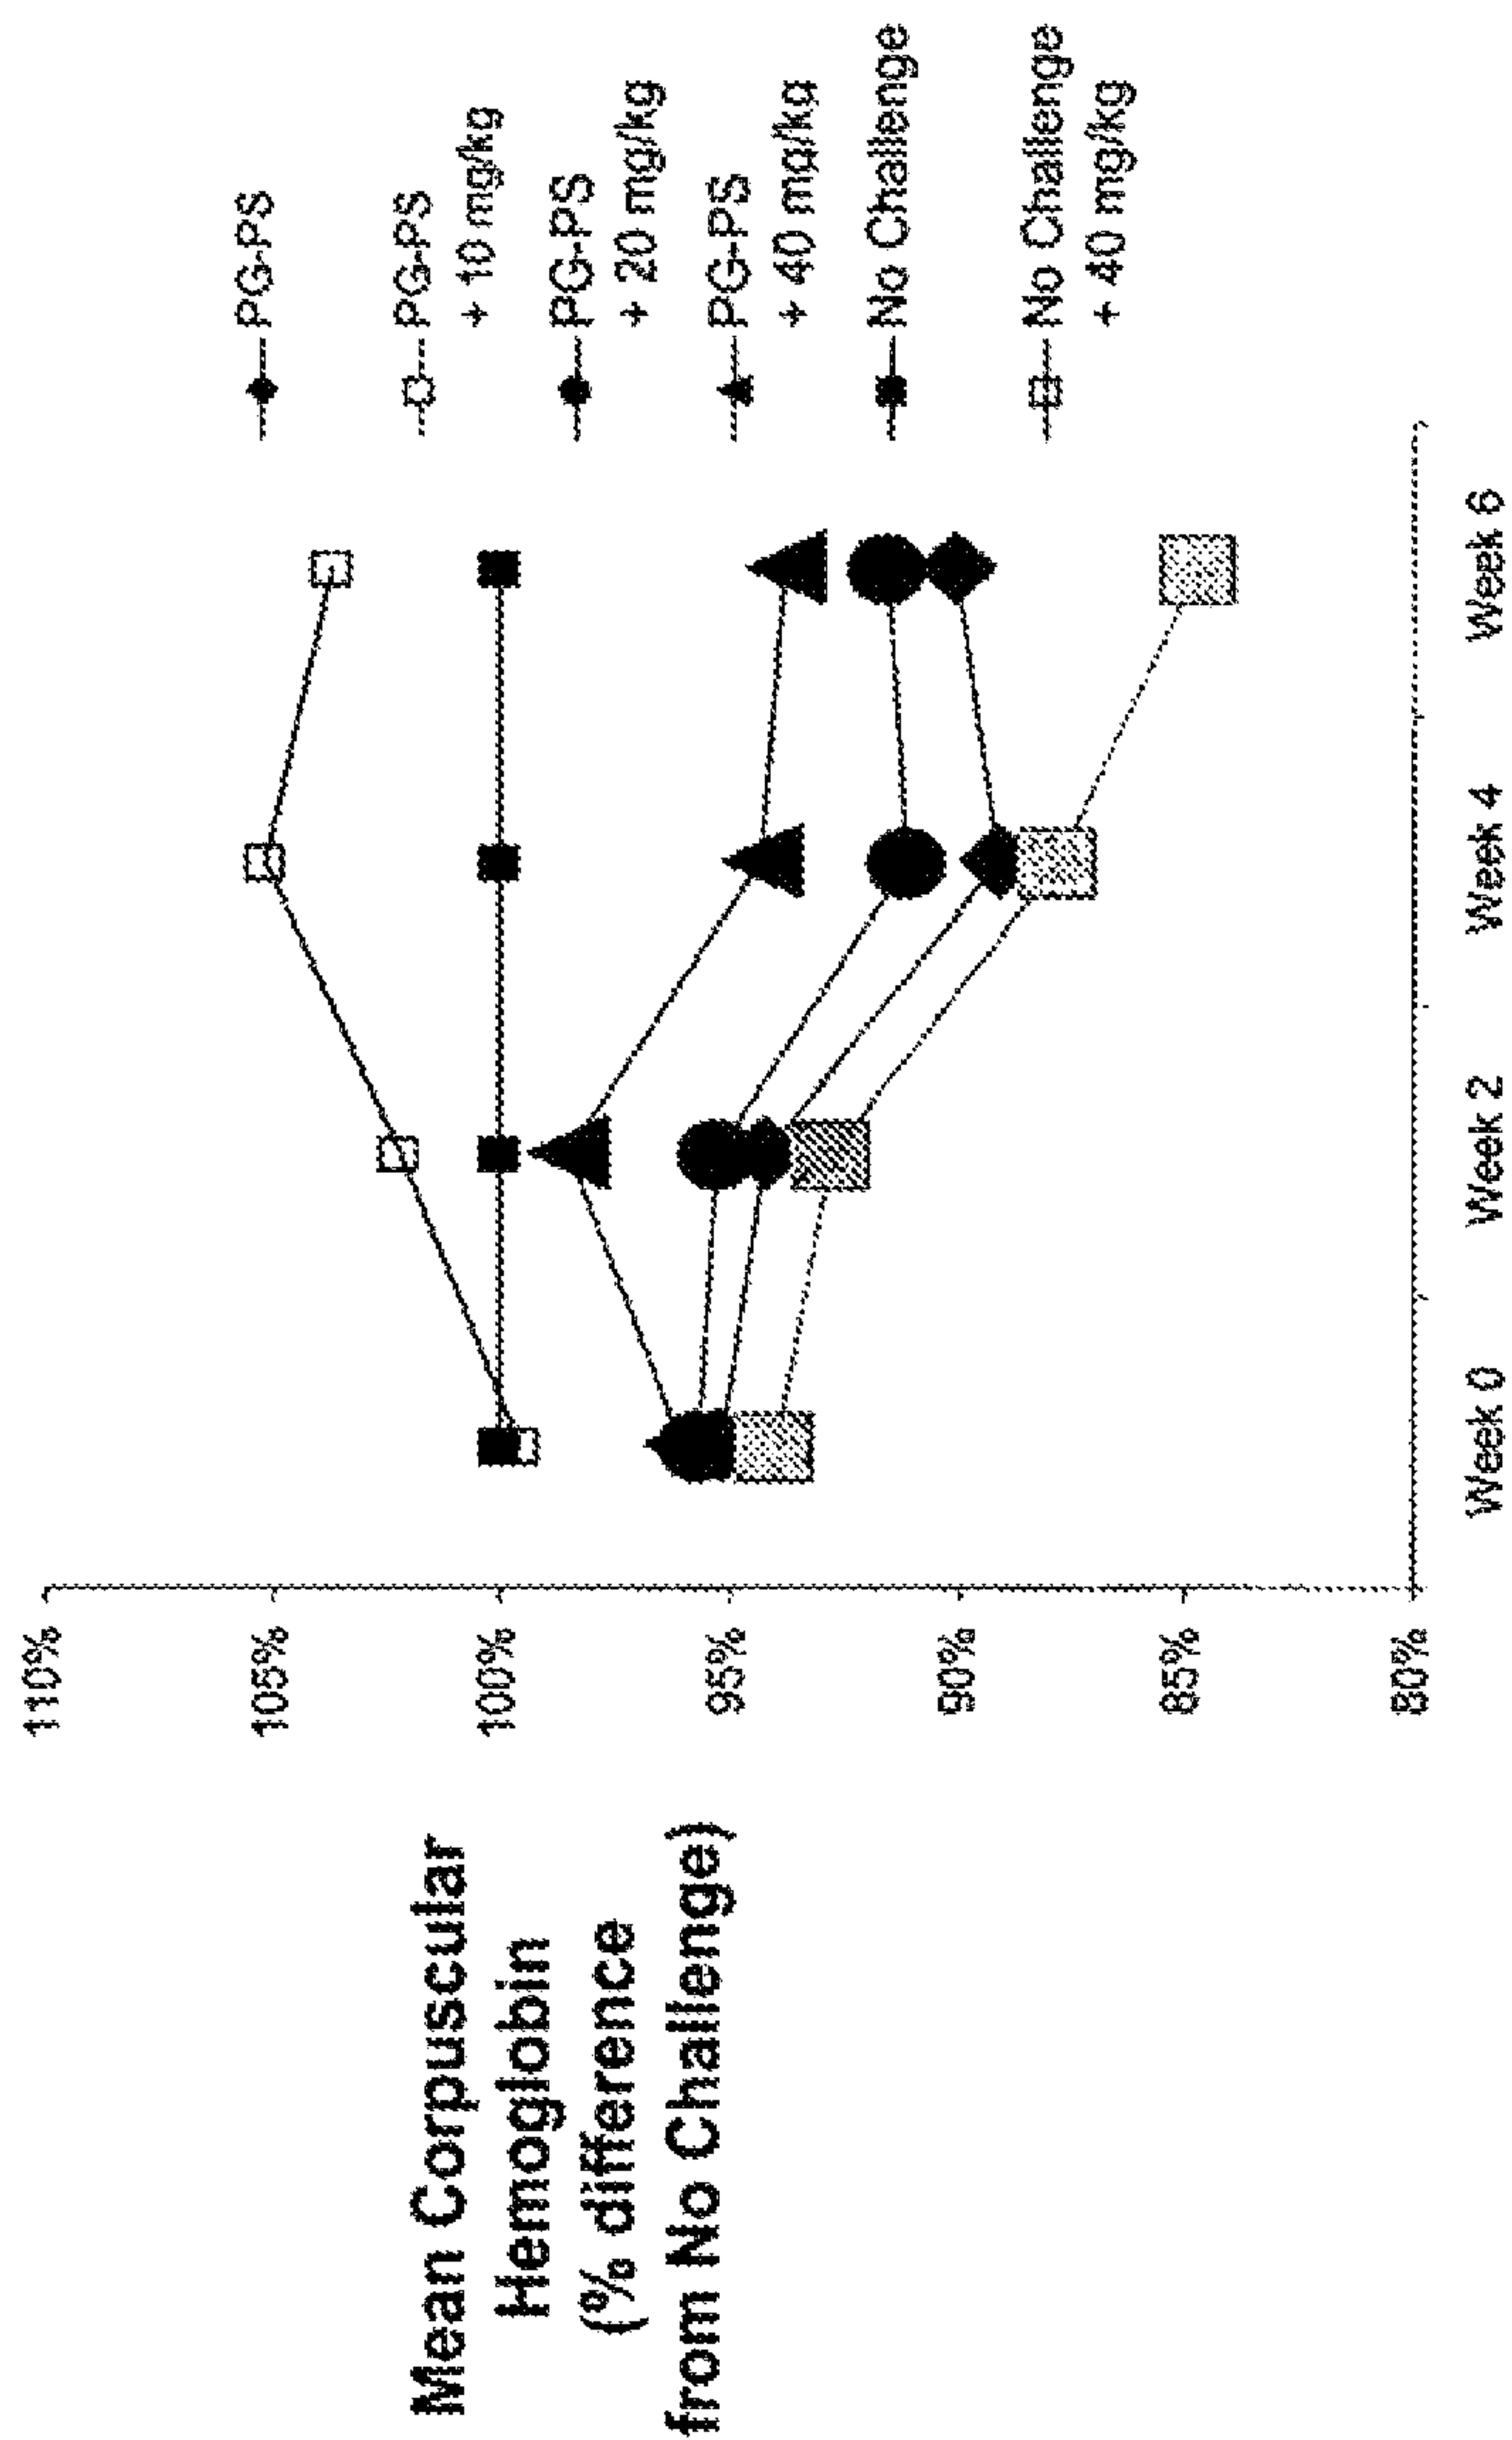 Mean Corpuscular
Hemoglobin
(% difference
from No Challenge)
110%
105%
100%
95%
90%
85%
80%
Week 0
Week 2
Week 4
Week 6
PG-PS
PG-PS
+ 10 mg/kg
PG-PS
+ 20 mg/kg
PG-PS
+ 40 mg/kg
No Challenge
No Challenge
+ 40 mg/kg